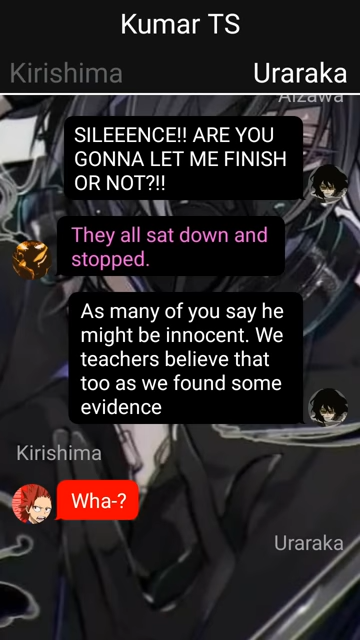 Kumar TS
Kirishima Uraraka
Aizawa
SILEEENCE!! ARE YOU
GONNA LET ME FINISH
OR NOT?!!
They all sat down and
stopped.
As many of you say he
might be innocent. We
teachers believe that
too as we found some
evidence
Kirishima
Wha-?
Uraraka